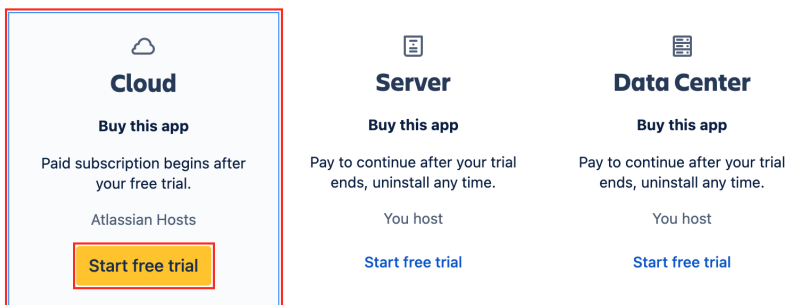 Cloud
Buy this app
Paid subscription begins after
your free trial.
Atlassian Hosts
Start free trial
Server
Buy this app
Pay to continue after your trial
ends, uninstall any time.
You host
Start free trial
Data Center
Buy this app
Pay to continue after your trial
ends, uninstall any time.
You host
Start free trial